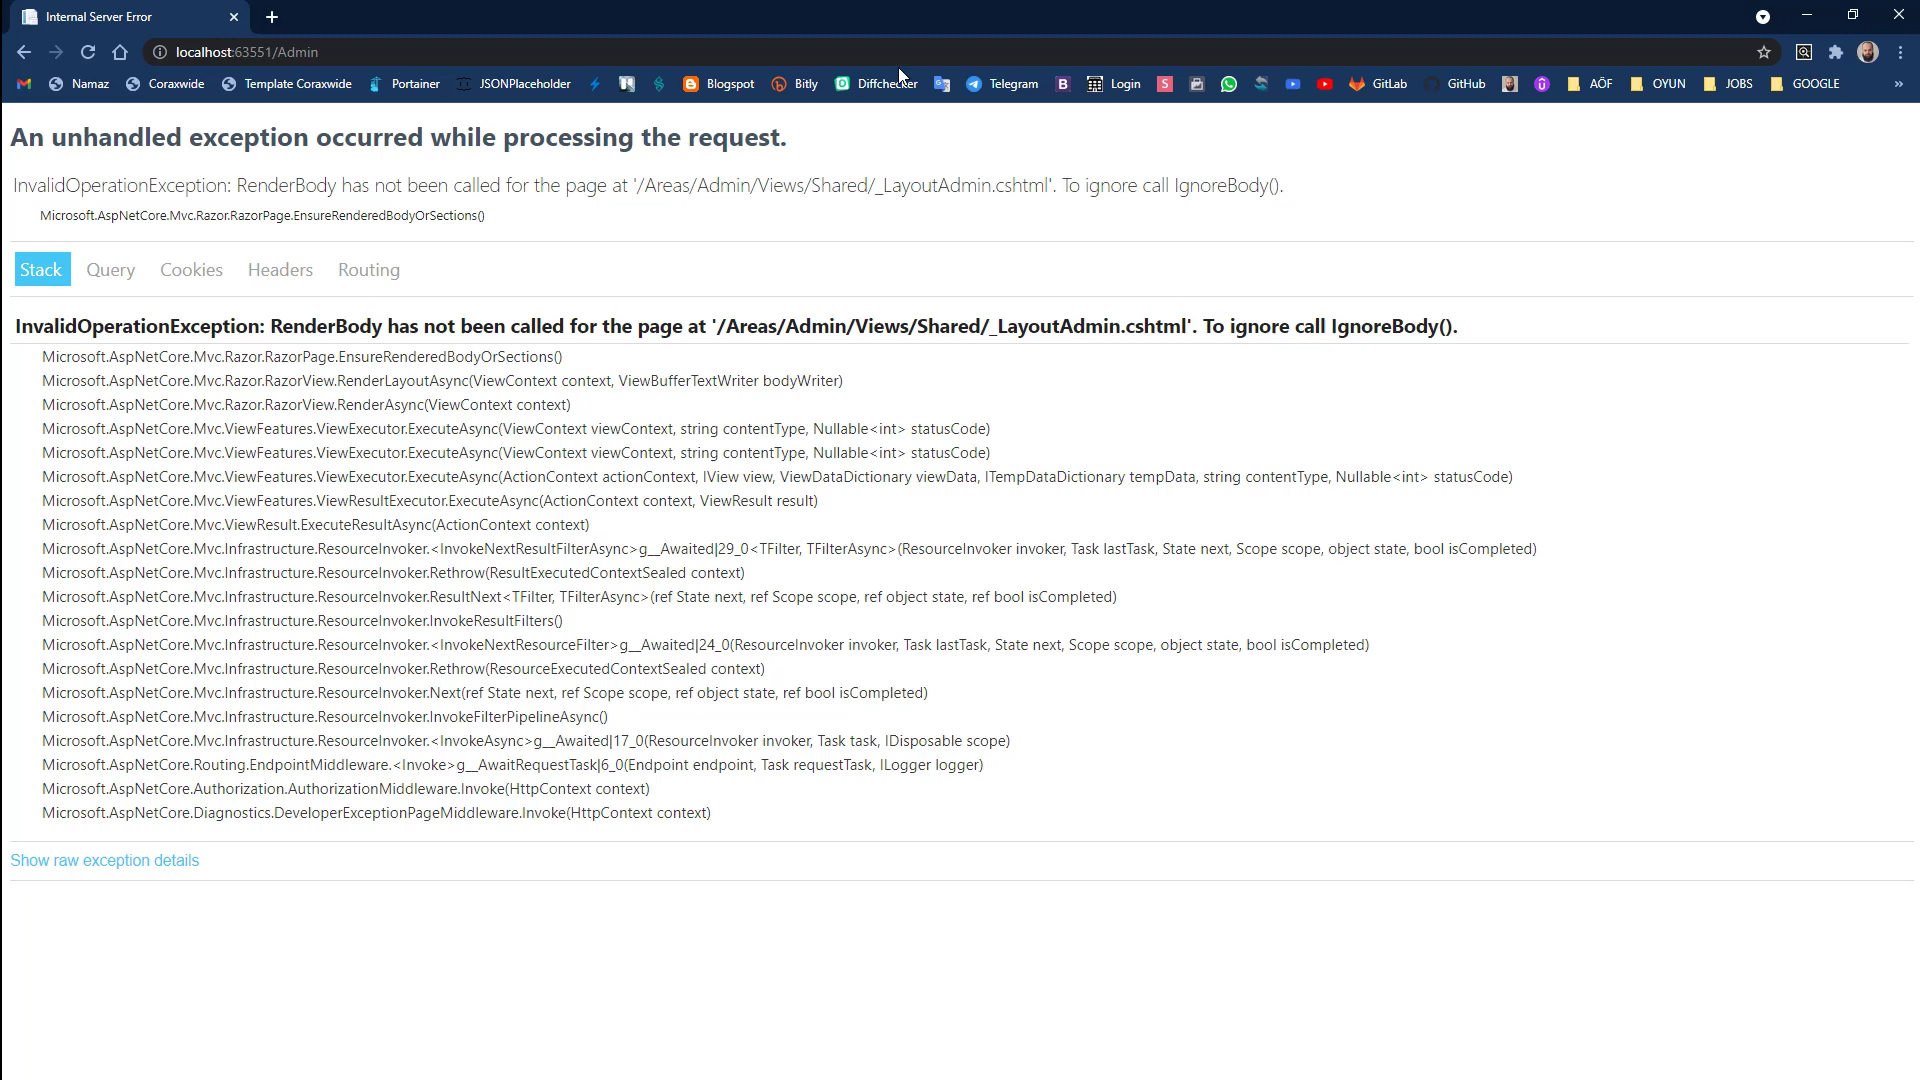 Internal Server Error
localhost:63551/Admin
Namaz Coraxwide Template Coraxwide Portainer JSONPlaceholder Blogspot Bitly Diffchecker Telegram B Login S GitLab GitHub AÖF OYUN JOBS GOOGLE »
An unhandled exception occurred while processing the request.
InvalidOperationException: RenderBody has not been called for the page at '/Areas/Admin/Views/Shared/_LayoutAdmin.cshtml'. To ignore call IgnoreBody().
Microsoft.AspNetCore.Mvc.Razor.RazorPage.EnsureRenderedBodyOrSections()
Stack Query Cookies Headers Routing
InvalidOperationException: RenderBody has not been called for the page at '/Areas/Admin/Views/Shared/_LayoutAdmin.cshtml'. To ignore call IgnoreBody().
Microsoft.AspNetCore.Mvc.Razor.RazorPage.EnsureRenderedBodyOrSections()
Microsoft.AspNetCore.Mvc.Razor.RazorView.RenderLayoutAsync(ViewContext context, ViewBufferTextWriter bodyWriter)
Microsoft.AspNetCore.Mvc.Razor.RazorView.RenderAsync(ViewContext context)
Microsoft.AspNetCore.Mvc.ViewFeatures.ViewExecutor.ExecuteAsync(ViewContext viewContext, string contentType, Nullable<int> statusCode)
Microsoft.AspNetCore.Mvc.ViewFeatures.ViewExecutor.ExecuteAsync(ViewContext viewContext, string contentType, Nullable<int> statusCode)
Microsoft.AspNetCore.Mvc.ViewFeatures.ViewExecutor.ExecuteAsync(ActionContext actionContext, IView view, ViewDataDictionary viewData, ITempDataDictionary tempData, string contentType, Nullable<int> statusCode)
Microsoft.AspNetCore.Mvc.ViewFeatures.ViewResultExecutor.ExecuteAsync(ActionContext context, ViewResult result)
Microsoft.AspNetCore.Mvc.ViewResult.ExecuteResultAsync(ActionContext context)
Microsoft.AspNetCore.Mvc.Infrastructure.ResourceInvoker.<InvokeNextResultFilterAsync>g__Awaited|29_0<TFilter, TFilterAsync>(ResourceInvoker invoker, Task lastTask, State next, Scope scope, object state, bool isCompleted)
Microsoft.AspNetCore.Mvc.Infrastructure.ResourceInvoker.Rethrow(ResultExecutedContextSealed context)
Microsoft.AspNetCore.Mvc.Infrastructure.ResourceInvoker.ResultNext<TFilter, TFilterAsync>(ref State next, ref Scope scope, ref object state, ref bool isCompleted)
Microsoft.AspNetCore.Mvc.Infrastructure.ResourceInvoker.InvokeResultFilters()
Microsoft.AspNetCore.Mvc.Infrastructure.ResourceInvoker.<InvokeNextResourceFilter>g__Awaited|24_0(ResourceInvoker invoker, Task lastTask, State next, Scope scope, object state, bool isCompleted)
Microsoft.AspNetCore.Mvc.Infrastructure.ResourceInvoker.Rethrow(ResourceExecutedContextSealed context)
Microsoft.AspNetCore.Mvc.Infrastructure.ResourceInvoker.Next(ref State next, ref Scope scope, ref object state, ref bool isCompleted)
Microsoft.AspNetCore.Mvc.Infrastructure.ResourceInvoker.InvokeFilterPipelineAsync()
Microsoft.AspNetCore.Mvc.Infrastructure.ResourceInvoker.<InvokeAsync>g__Awaited|17_0(ResourceInvoker invoker, Task task, IDisposable scope)
Microsoft.AspNetCore.Routing.EndpointMiddleware.<Invoke>g__AwaitRequestTask|6_0(Endpoint endpoint, Task requestTask, ILogger logger)
Microsoft.AspNetCore.Authorization.AuthorizationMiddleware.Invoke(HttpContext context)
Microsoft.AspNetCore.Diagnostics.DeveloperExceptionPageMiddleware.Invoke(HttpContext context)
Show raw exception details